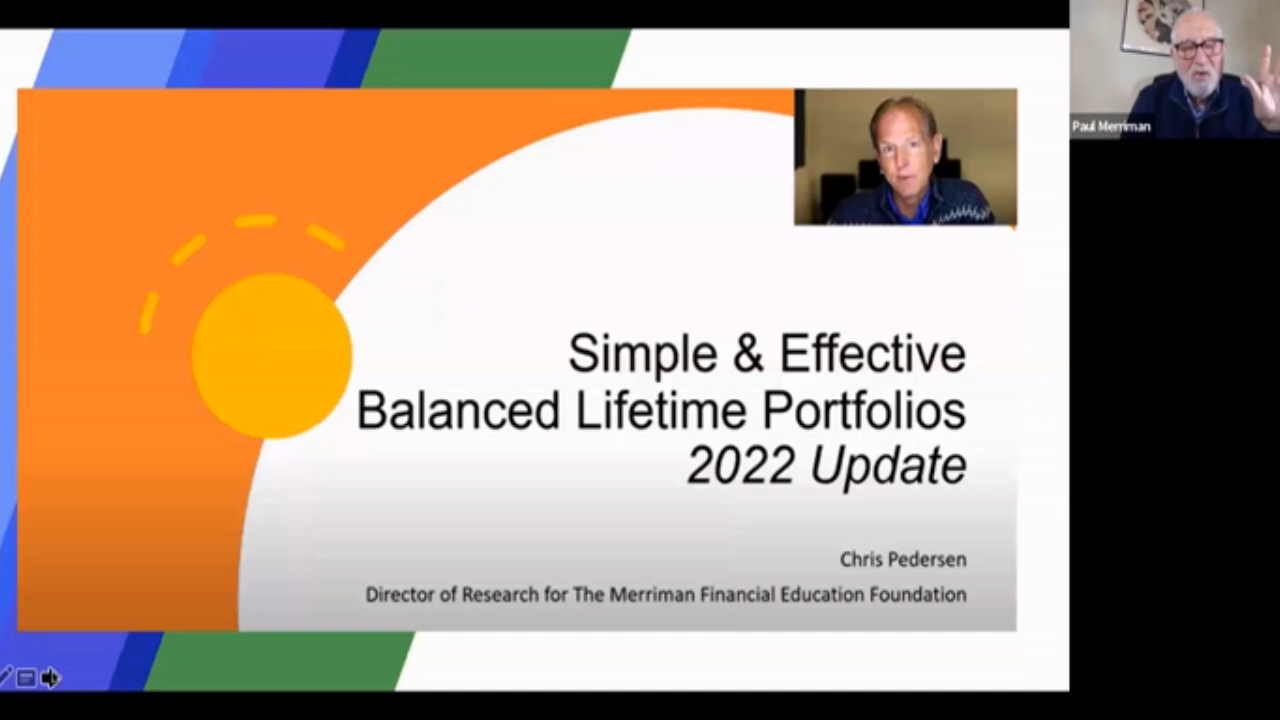 Paul Merriman
Simple & Effective
Balanced Lifetime Portfolios
2022 Update
Chris Pedersen
Director of Research for The Merriman Financial Education Foundation